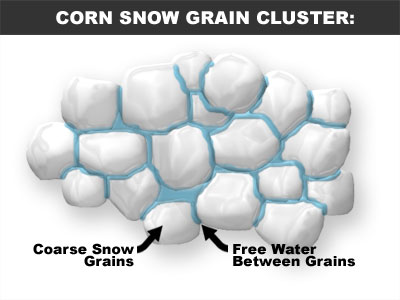 CORN SNOW GRAIN CLUSTER:
Coarse Snow
Grains
Free Water
Between Grains